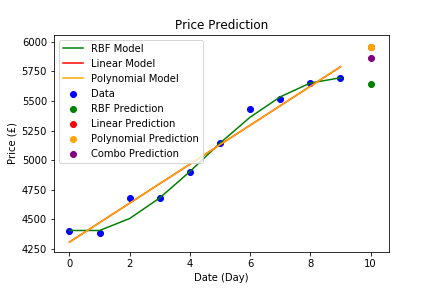 Price Prediction
6000
5750
5500
5250
5000
4750
4500
4250
Price (£)
RBF Model
Linear Model
Polynomial Model
Data
RBF Prediction
Linear Prediction
Polynomial Prediction
Combo Prediction
0 2 4 6 8 10
Date (Day)